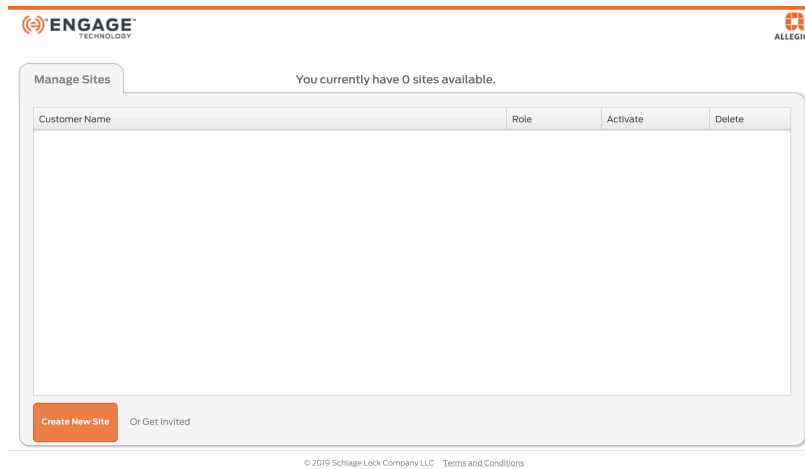 ENGAGE™
TECHNOLOGY
Manage Sites
You currently have 0 sites available.
Customer Name Role Activate Delete
Create New Site
Or Get Invited
© 2019 Schlage Lock Company LLC Terms and Conditions